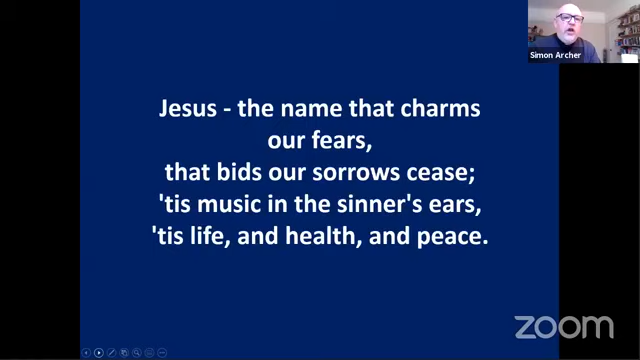 Simon Archer
Jesus - the name that charms
our fears,
that bids our sorrows cease;
'tis music in the sinner's ears,
'tis life, and health, and peace.
zoom